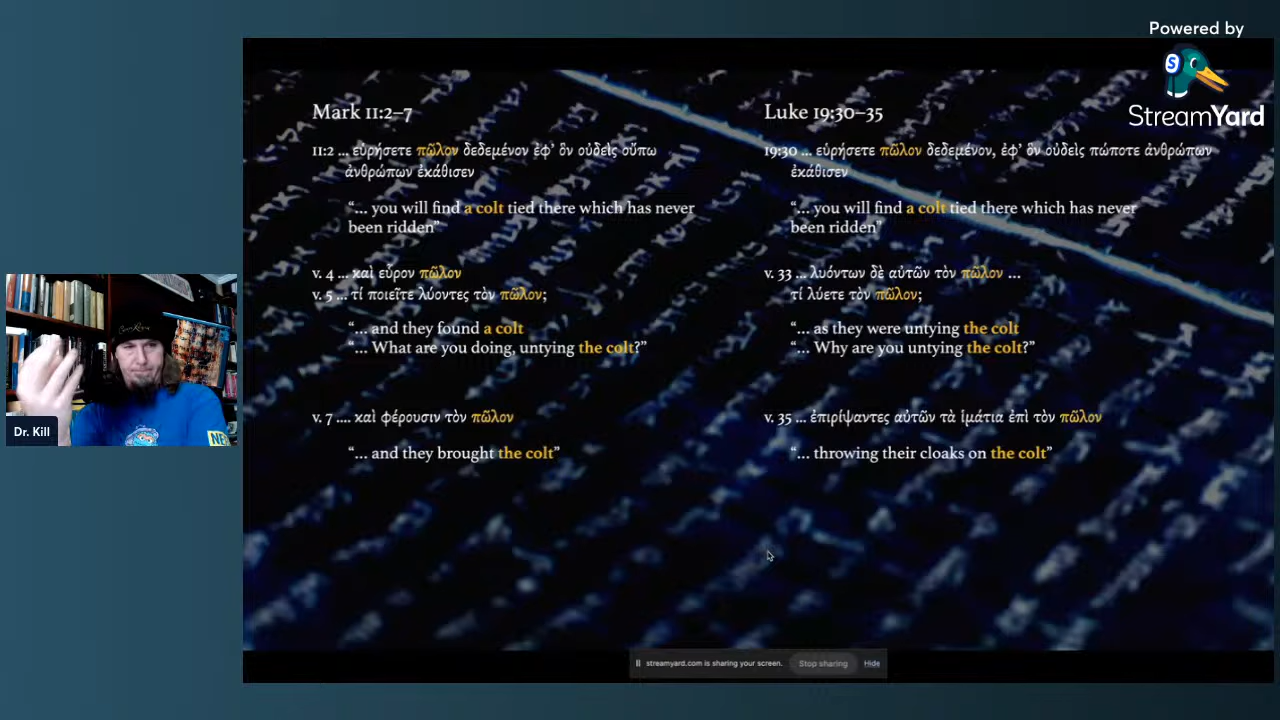 Powered by
StreamYard
Mark 11:2–7
11:2 ... εὑρήσετε πῶλον δεδεμένον ἐφ’ ὃν οὐδεὶς οὔπω
ἀνθρώπων ἐκάθισεν
“... you will find a colt tied there which has never
been ridden”
v. 4 ... καὶ εὗρον πῶλον
v. 5 ... τί ποιεῖτε λύοντες τὸν πῶλον;
“... and they found a colt
“... What are you doing, untying the colt?”
v. 7 .... καὶ φέρουσιν τὸν πῶλον
“... and they brought the colt”
Luke 19:30–35
19:30 ... εὑρήσετε πῶλον δεδεμένον, ἐφ’ ὃν οὐδεὶς πώποτε ἀνθρώπων
ἐκάθισεν
“... you will find a colt tied there which has never
been ridden”
v. 33 ... λυόντων δὲ αὐτῶν τὸν πῶλον ...
τί λύετε τὸν πῶλον;
“... as they were untying the colt
“... Why are you untying the colt?”
v. 35 ... ἐπιρίψαντες αὐτῶν τὰ ἱμάτια ἐπὶ τὸν πῶλον
“... throwing their cloaks on the colt”
Dr. Kill
streamyard.com is sharing your screen.
Stop sharing
Hide